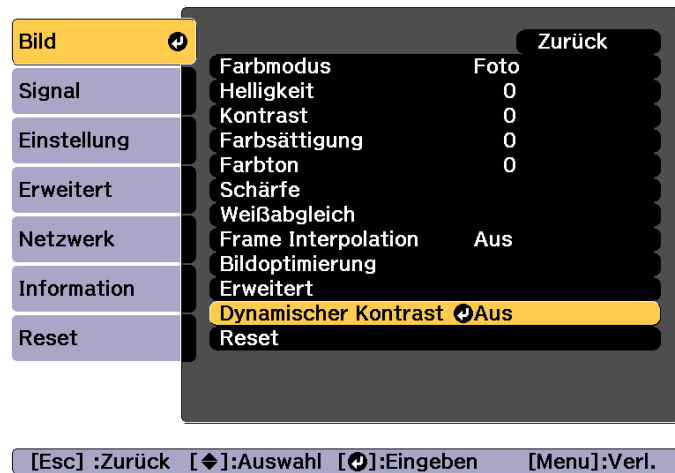 Bild
Signal
Einstellung
Erweitert
Netzwerk
Information
Reset
Zurück
Farbmodus Foto
Helligkeit 0
Kontrast 0
Farbsättigung 0
Farbton 0
Schärfe
Weißabgleich
Frame Interpolation Aus
Bildoptimierung
Erweitert
Dynamischer Kontrast Aus
Reset
[Esc] :Zurück [◆]:Auswahl [⏎]:Eingeben [Menu]:Verl.